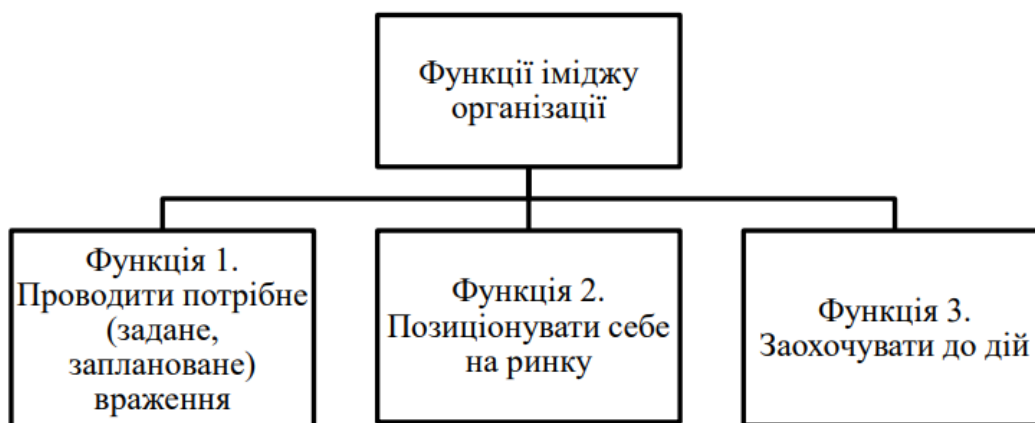 Функції іміджу
організації
Функція 1.
Проводити потрібне
(задане,
заплановане)
враження
Функція 2.
Позиціонувати себе
на ринку
Функція 3.
Заохочувати до дій